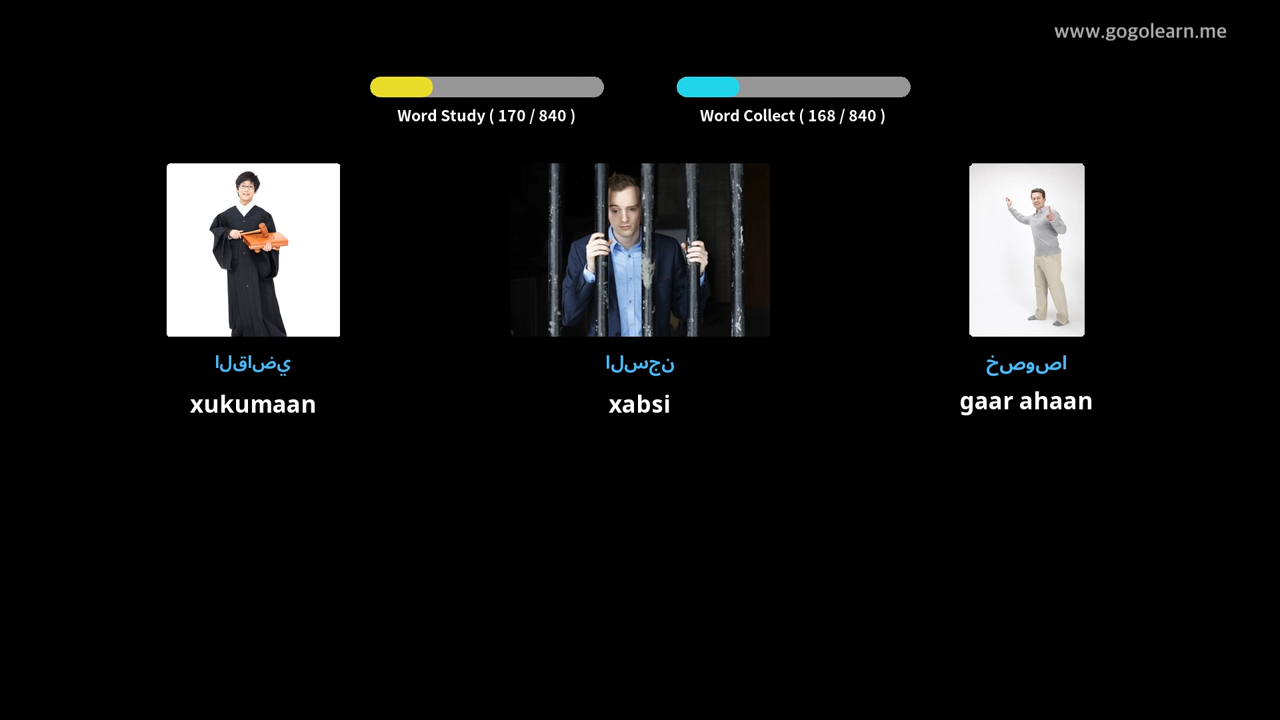 www.gogolearn.me
Word Study ( 170 / 840 )
Word Collect ( 168 / 840 )
القاضي
السجن
خصوصا
xukumaan
xabsi
gaar ahaan